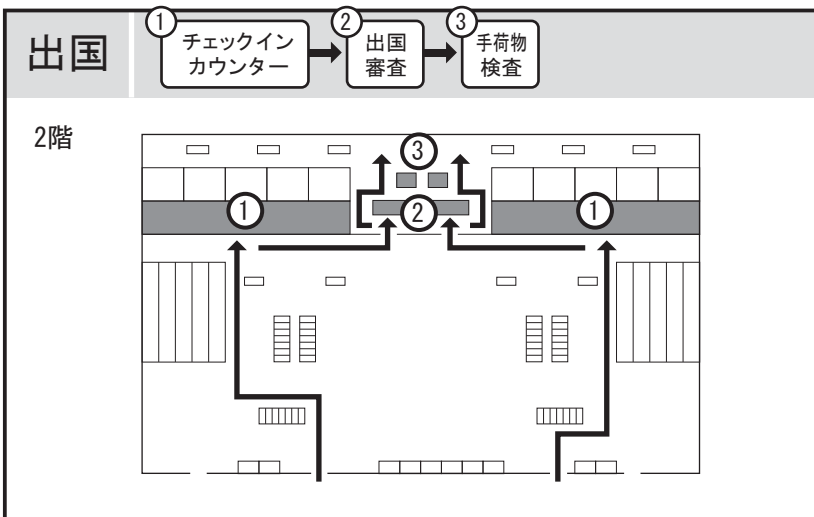 出国
①
チェックイン
カウンター
②
出国
審査
③
手荷物
検査
2階
③
①
②
①